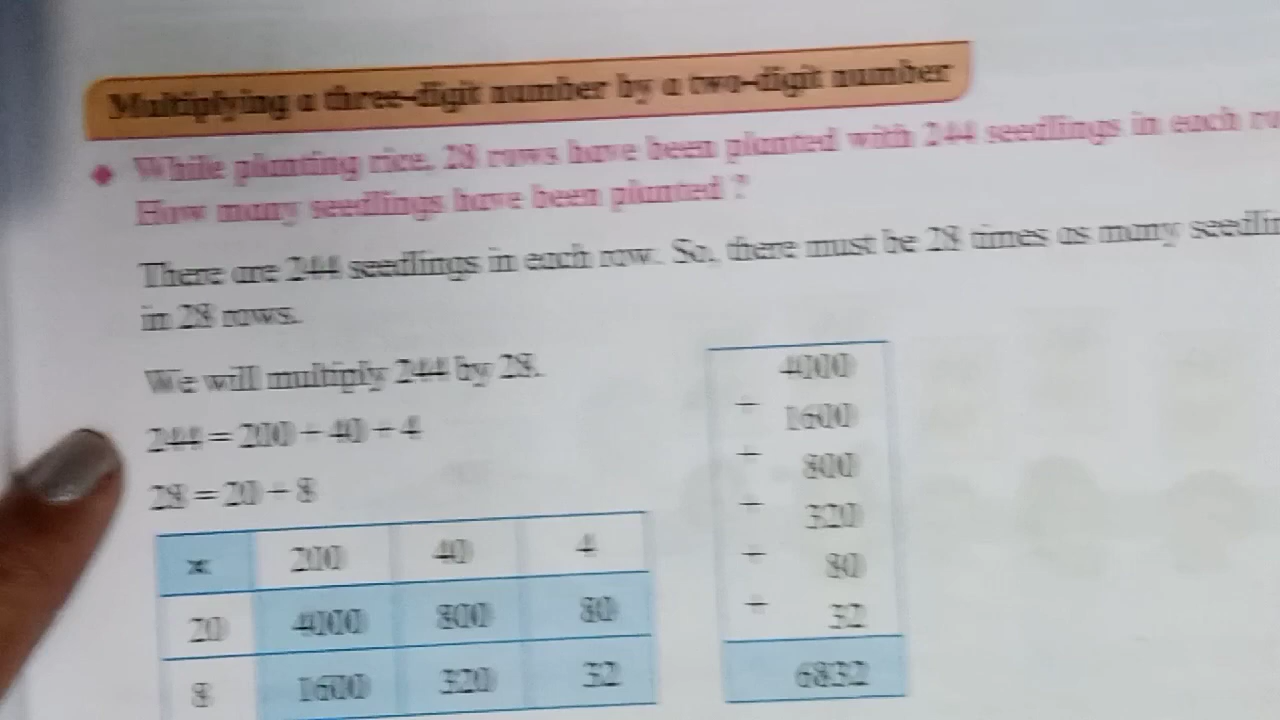 Multiplying a three-digit number by a two-digit number
While planting rice, 28 rows have been planted with 244 seedlings in each
How many seedlings have been planted ?
There are 244 seedlings in each row. So, there must be 28 times as many
in 28 rows.
We will multiply 244 by 28.
244 = 200 + 40 + 4
28 = 20 + 8
× 200 40 4
20 4000 800 80
8 1600 320 32
4000
+ 1600
+ 800
+ 320
+ 80
+ 32
6832